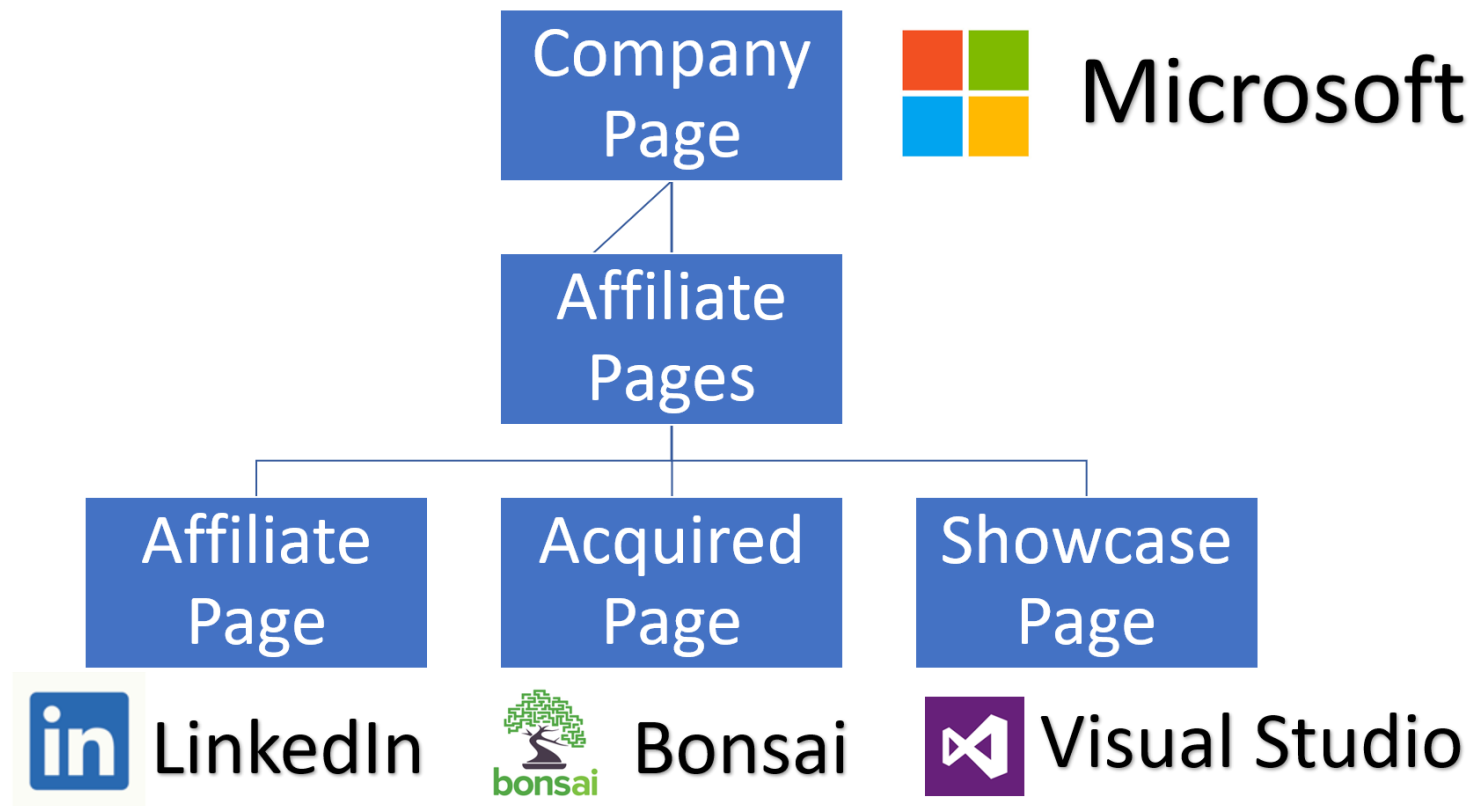 Company
Page
Microsoft
Affiliate
Pages
Affiliate
Page
Acquired
Page
Showcase
Page
in
LinkedIn
bonsai
Bonsai
Visual Studio